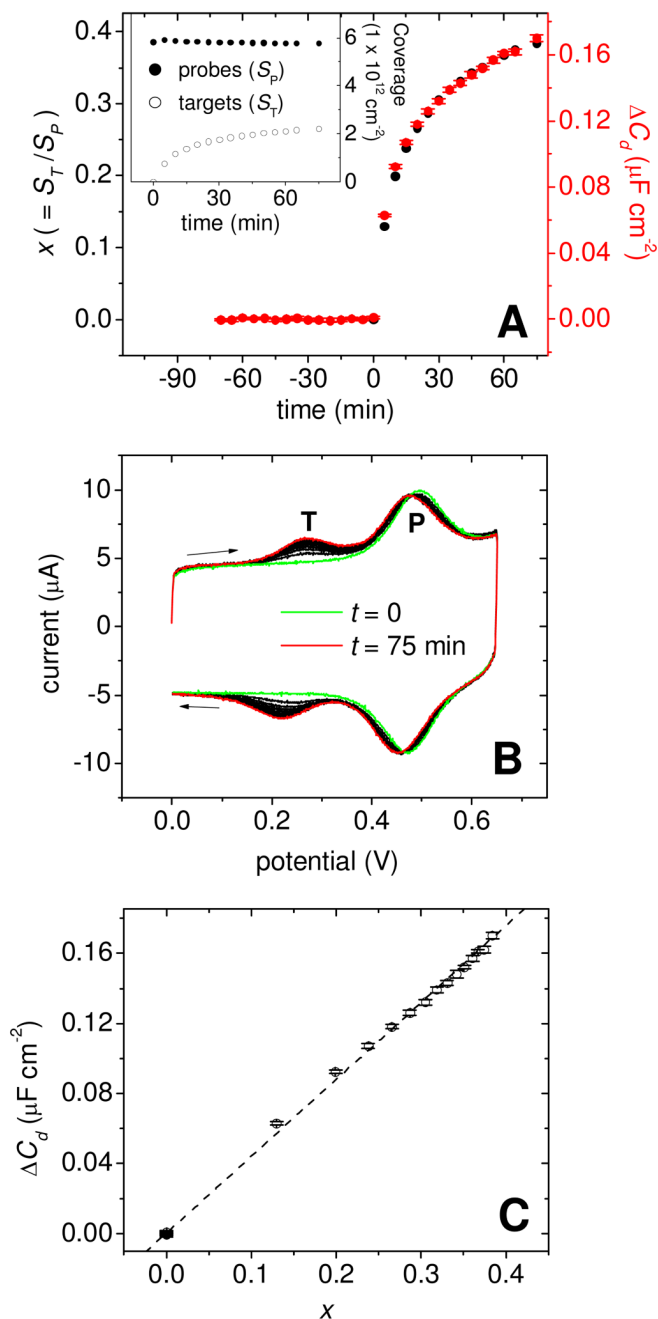 0.4
0.3
0.2
0.1
0.0
x (= S_T/S_P)
6
4
2
0
Coverage
(1 x 10^12 cm^-2)
probes (S_P)
targets (S_T)
0 30 60
time (min)
0.16
0.12
0.08
0.04
0.00
ΔC_d (μF cm^-2)
A
-90 -60 -30 0 30 60
time (min)
10
5
0
-5
-10
current (μA)
T
P
t = 0
t = 75 min
B
0.0 0.2 0.4 0.6
potential (V)
0.16
0.12
0.08
0.04
0.00
ΔC_d (μF cm^-2)
C
0.0 0.1 0.2 0.3 0.4
x